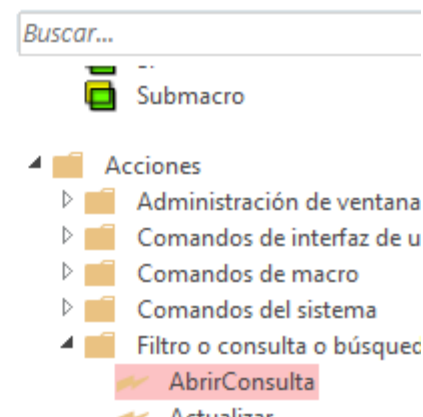 Buscar...
Submacro
Acciones
Administración de ventana
Comandos de interfaz de u
Comandos de macro
Comandos del sistema
Filtro o consulta o búsqued
AbrirConsulta
Actualizar